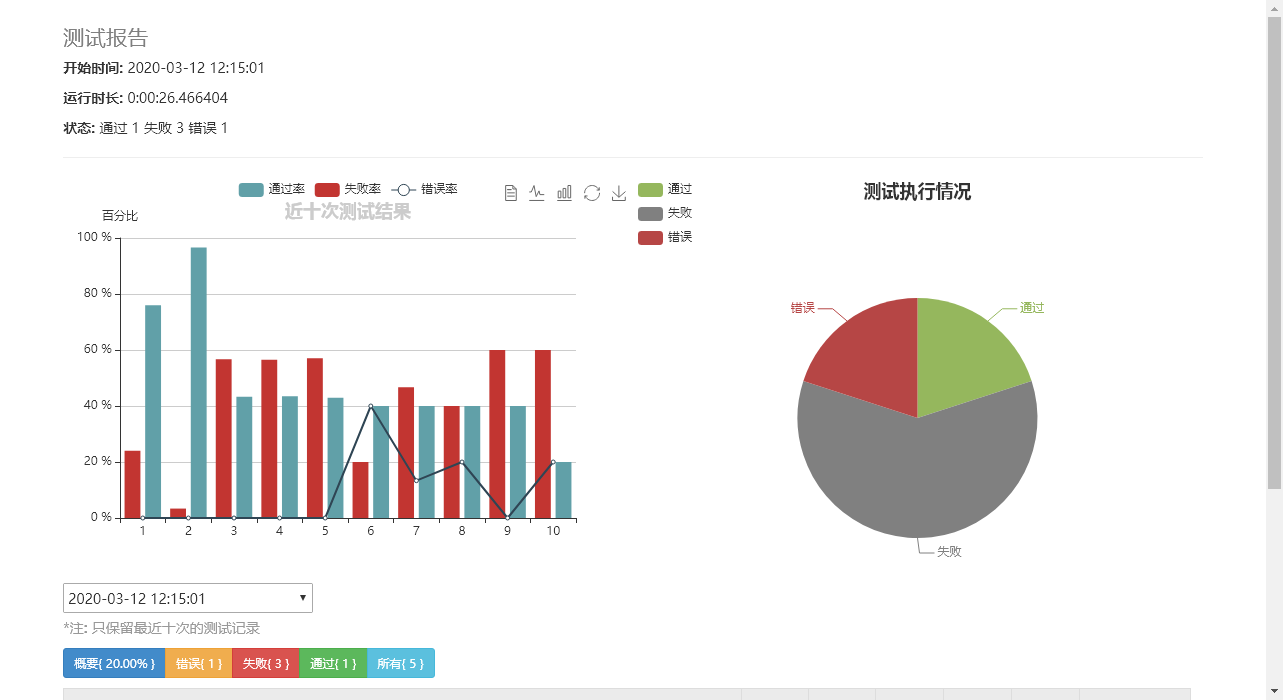 测试报告
开始时间: 2020-03-12 12:15:01
运行时长: 0:00:26.466404
状态: 通过 1 失败 3 错误 1
通过率 失败率 错误率
近十次测试结果
百分比
100 %
80 %
60 %
40 %
20 %
0 %
1 2 3 4 5 6 7 8 9 10
通过
失败
错误
测试执行情况
错误 通过
失败
2020-03-12 12:15:01
*注: 只保留最近十次的测试记录
概要{ 20.00% } 错误{ 1 } 失败{ 3 } 通过{ 1 } 所有{ 5 }